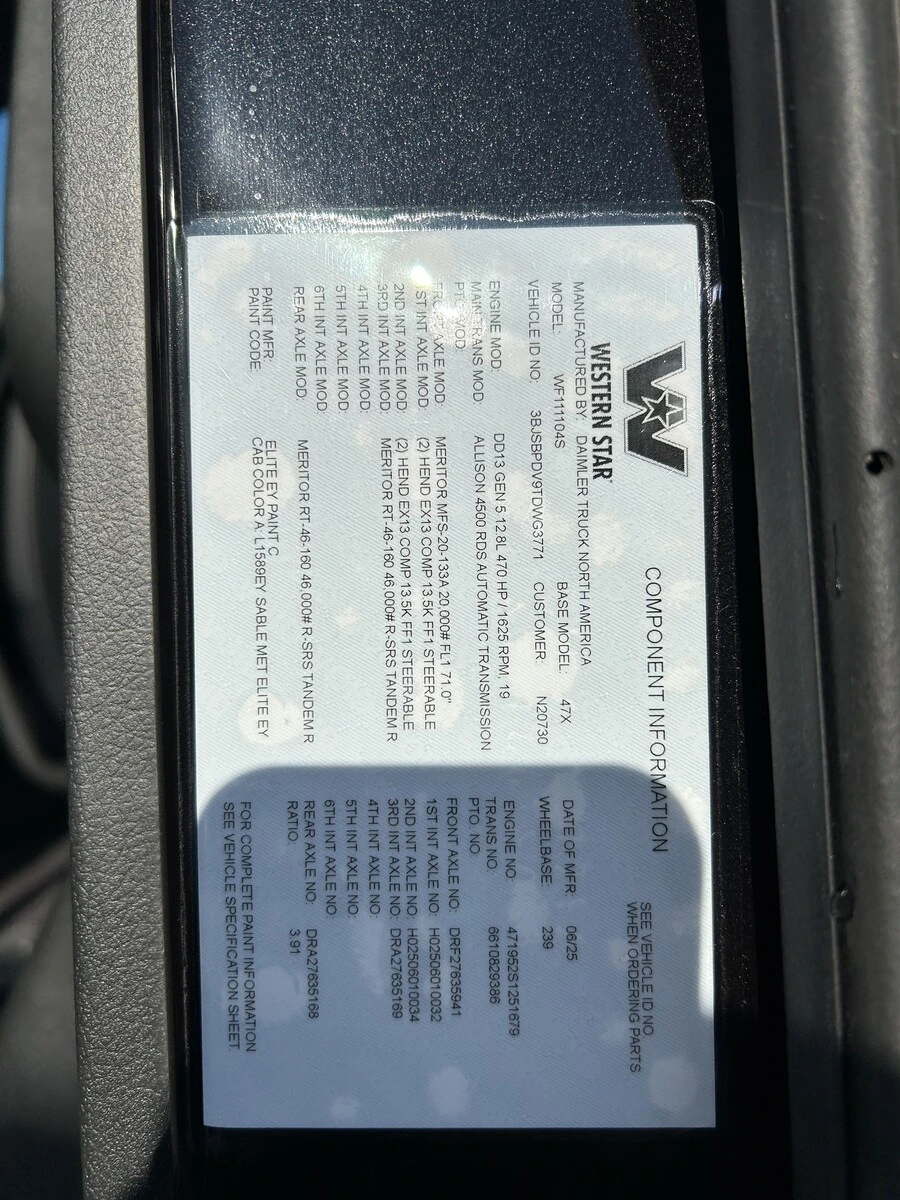 WESTERN STAR
COMPONENT INFORMATION
SEE VEHICLE ID NO.
WHEN ORDERING PARTS
MANUFACTURED BY: DAIMLER TRUCK NORTH AMERICA
MODEL: WF111104S BASE MODEL: 47X DATE OF MFR: 06/25
VEHICLE ID NO: 3BJSBPDV9TDWG3771 CUSTOMER: N20730 WHEELBASE: 239
ENGINE MOD: DD13 GEN 5 12.8L 470 HP / 1625 RPM, 19 ENGINE NO: 471952S1251679
MAIN TRANS MOD: ALLISON 4500 RDS AUTOMATIC TRANSMISSION TRANS NO: 6610829386
PTO MOD: PTO NO:
FRONT AXLE MOD: MERITOR MFS-20-133A 20,000# FL1 71.0" FRONT AXLE NO: DRF27635941
1ST INT AXLE MOD: (2) HEND EX13 COMP 13.5K FF1 STEERABLE 1ST INT AXLE NO: H02506010032
2ND INT AXLE MOD: (2) HEND EX13 COMP 13.5K FF1 STEERABLE 2ND INT AXLE NO: H02506010034
3RD INT AXLE MOD: MERITOR RT-46-160 46,000# R-SRS TANDEM R 3RD INT AXLE NO: DRA27635169
4TH INT AXLE MOD: 4TH INT AXLE NO:
5TH INT AXLE MOD: 5TH INT AXLE NO:
6TH INT AXLE MOD: 6TH INT AXLE NO:
REAR AXLE MOD: MERITOR RT-46-160 46,000# R-SRS TANDEM R REAR AXLE NO: DRA27635168
RATIO: 3.91
PAINT MFR: ELITE EY PAINT C
PAINT CODE: CAB COLOR A: L1589EY SABLE MET ELITE EY
FOR COMPLETE PAINT INFORMATION
SEE VEHICLE SPECIFICATION SHEET.